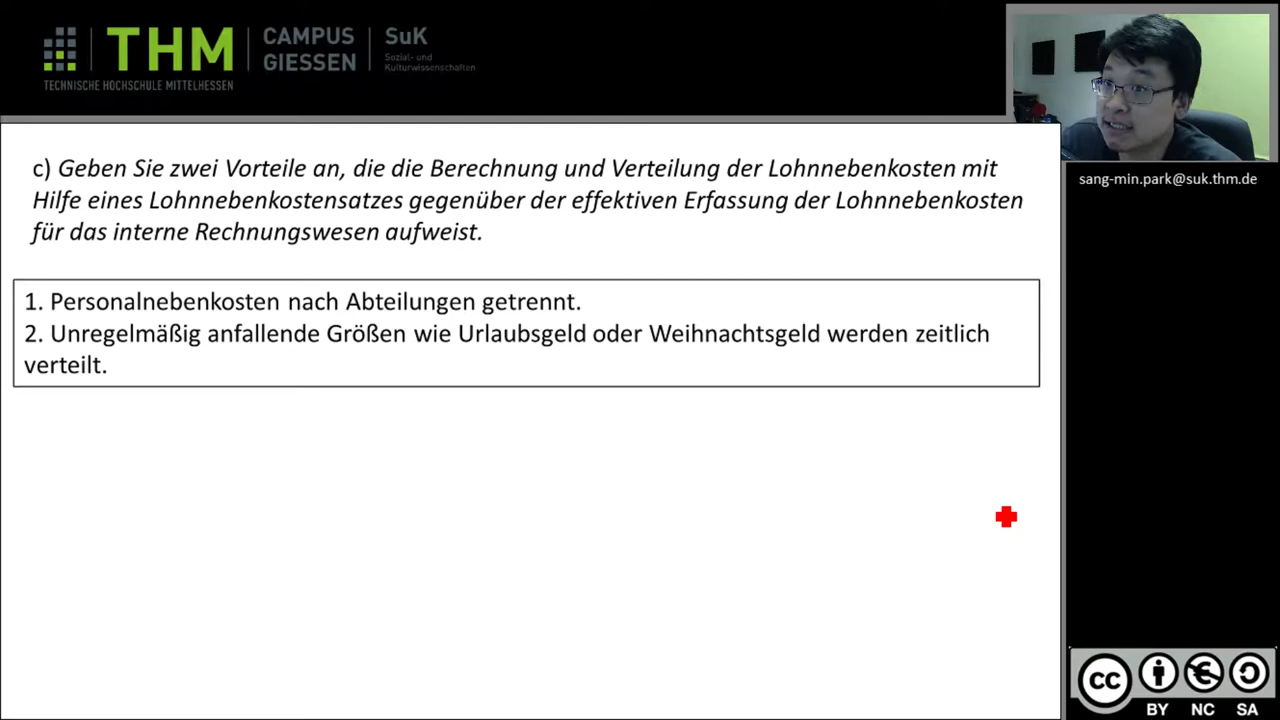 THM
CAMPUS
GIESSEN
SuK
Sozial- und
Kulturwissenschaften
TECHNISCHE HOCHSCHULE MITTELHESSEN
sang-min.park@suk.thm.de
c) Geben Sie zwei Vorteile an, die die Berechnung und Verteilung der Lohnnebenkosten mit
Hilfe eines Lohnnebenkostensatzes gegenüber der effektiven Erfassung der Lohnnebenkosten
für das interne Rechnungswesen aufweist.
1. Personalnebenkosten nach Abteilungen getrennt.
2. Unregelmäßig anfallende Größen wie Urlaubsgeld oder Weihnachtsgeld werden zeitlich
verteilt.
cc
BY NC SA